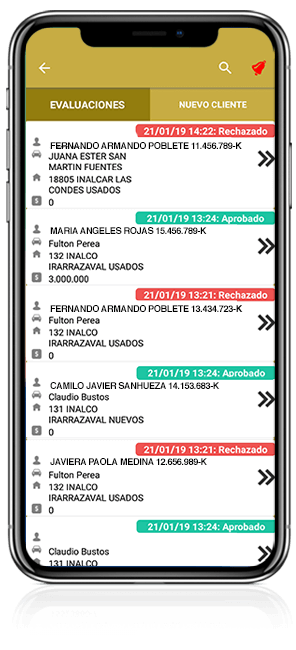 EVALUACIONES
NUEVO CLIENTE
21/01/19 14:22: Rechazado
FERNANDO ARMANDO POBLETE 11.456.789-K
JUANA ESTER SAN
MARTIN FUENTES
18805 INALCAR LAS
CONDES USADOS
0
21/01/19 13:24: Aprobado
MARIA ANGELES ROJAS 15.456.789-K
Fulton Perea
132 INALCO
IRARRAZAVAL USADOS
3.000.000
21/01/19 13:21: Rechazado
FERNANDO ARMANDO POBLETE 13.434.723-K
Fulton Perea
132 INALCO
IRARRAZAVAL USADOS
0
21/01/19 13:24: Aprobado
CAMILO JAVIER SANHUEZA 14.153.683-K
Claudio Bustos
131 INALCO
IRARRAZAVAL NUEVOS
0
21/01/19 13:21: Rechazado
JAVIERA PAOLA MEDINA 12.656.989-K
Fulton Perea
132 INALCO
IRARRAZAVAL USADOS
0
21/01/19 13:24: Aprobado
Claudio Bustos
131 INALCO